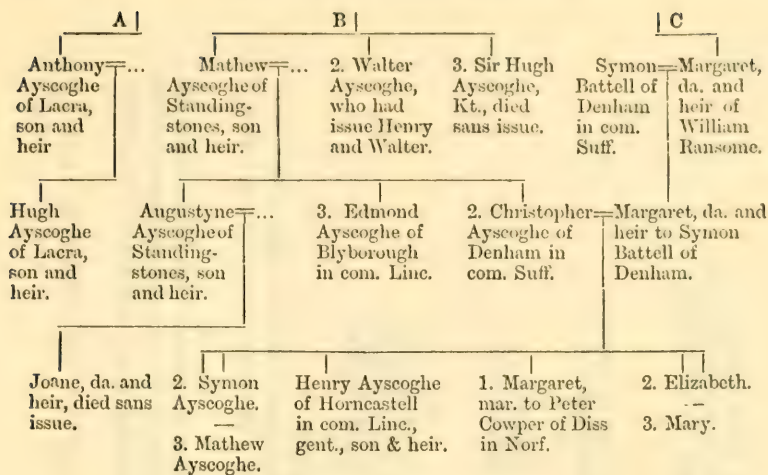 A
B
C
Anthony=...
Ayscoghe
of Lacra,
son and
heir
Mathew=...
Ayscoghe of
Standing-
stones, son
and heir.
2. Walter
Ayscoghe,
who had
issue Henry
and Walter.
3. Sir Hugh
Ayscoghe,
Kt., died
sans issue.
Symon=
Battell of
Denham
in com.
Suff.
Margaret,
da. and
heir of
William
Ransome.
Hugh
Ayscoghe
of Lacra,
son and
heir.
Augustyne=...
Ayscoghe of
Standing-
stones, son
and heir.
3. Edmond
Ayscoghe of
Blyborough
in com. Linc.
2. Christopher=
Ayscoghe of
Denham in
com. Suff.
Margaret, da. and
heir to Symon
Battell of
Denham.
Joane, da. and
heir, died sans
issue.
2. Symon
Ayscoghe.
—
3. Mathew
Ayscoghe.
Henry Ayscoghe
of Horncastell
in com. Linc.,
gent., son & heir.
1. Margaret,
mar. to Peter
Cowper of Diss
in Norf.
2. Elizabeth.
—
3. Mary.